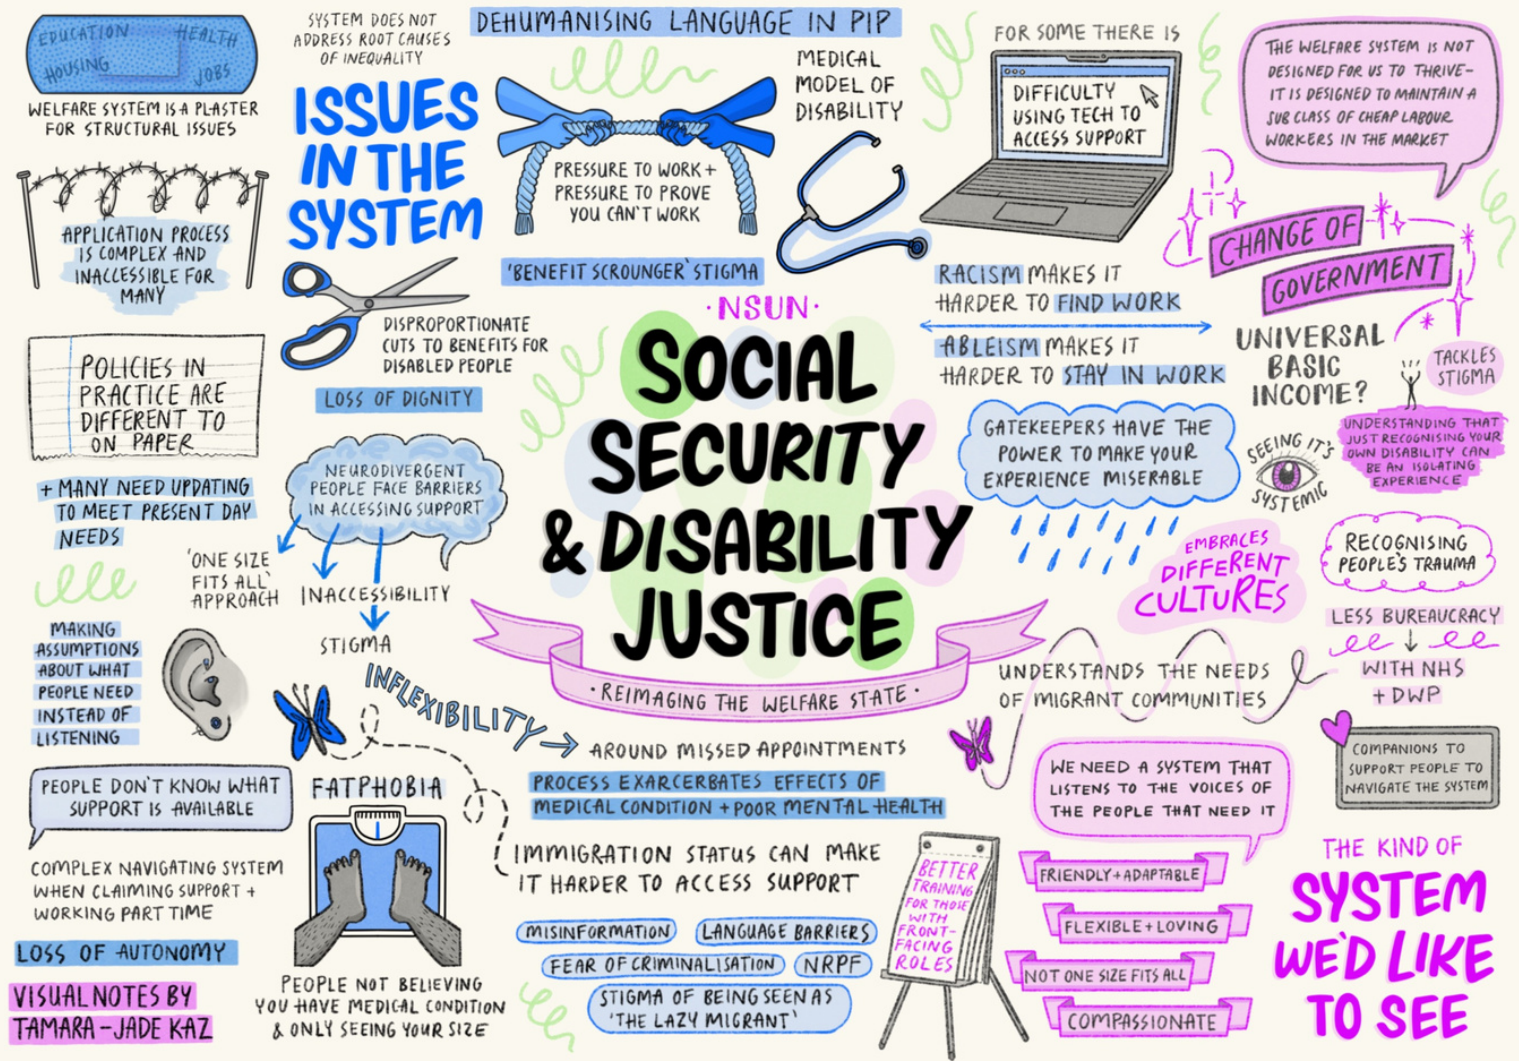 EDUCATION
HEALTH
HOUSING
JOBS
WELFARE SYSTEM IS A PLASTER
FOR STRUCTURAL ISSUES
SYSTEM DOES NOT
ADDRESS ROOT CAUSES
OF INEQUALITY
ISSUES
IN THE
SYSTEM
DEHUMANISING LANGUAGE IN PIP
PRESSURE TO WORK +
PRESSURE TO PROVE
YOU CAN'T WORK
'BENEFIT SCROUNGER' STIGMA
MEDICAL
MODEL OF
DISABILITY
FOR SOME THERE IS
DIFFICULTY
USING TECH TO
ACCESS SUPPORT
THE WELFARE SYSTEM IS NOT
DESIGNED FOR US TO THRIVE-
IT IS DESIGNED TO MAINTAIN A
SUB CLASS OF CHEAP LABOUR
WORKERS IN THE MARKET
APPLICATION PROCESS
IS COMPLEX AND
INACCESSIBLE FOR
MANY
DISPROPORTIONATE
CUTS TO BENEFITS FOR
DISABLED PEOPLE
LOSS OF DIGNITY
POLICIES IN
PRACTICE ARE
DIFFERENT TO
ON PAPER
+ MANY NEED UPDATING
TO MEET PRESENT DAY
NEEDS
NEURODIVERGENT
PEOPLE FACE BARRIERS
IN ACCESSING SUPPORT
'ONE SIZE
FITS ALL'
APPROACH
INACCESSIBILITY
STIGMA
·NSUN·
SOCIAL
SECURITY
& DISABILITY
JUSTICE
·REIMAGING THE WELFARE STATE·
RACISM MAKES IT
HARDER TO FIND WORK
ABLEISM MAKES IT
HARDER TO STAY IN WORK
GATEKEEPERS HAVE THE
POWER TO MAKE YOUR
EXPERIENCE MISERABLE
CHANGE OF
GOVERNMENT
UNIVERSAL
BASIC
INCOME?
TACKLES
STIGMA
SEEING IT'S
SYSTEMIC
UNDERSTANDING THAT
JUST RECOGNISING YOUR
OWN DISABILITY CAN
BE AN ISOLATING
EXPERIENCE
EMBRACES
DIFFERENT
CULTURES
RECOGNISING
PEOPLE'S TRAUMA
LESS BUREAUCRACY
WITH NHS
+ DWP
UNDERSTANDS THE NEEDS
OF MIGRANT COMMUNITIES
MAKING
ASSUMPTIONS
ABOUT WHAT
PEOPLE NEED
INSTEAD OF
LISTENING
INFLEXIBILITY
AROUND MISSED APPOINTMENTS
PROCESS EXARCERBATES EFFECTS OF
MEDICAL CONDITION + POOR MENTAL HEALTH
PEOPLE DON'T KNOW WHAT
SUPPORT IS AVAILABLE
COMPLEX NAVIGATING SYSTEM
WHEN CLAIMING SUPPORT +
WORKING PART TIME
LOSS OF AUTONOMY
VISUAL NOTES BY
TAMARA-JADE KAZ
FATPHOBIA
PEOPLE NOT BELIEVING
YOU HAVE MEDICAL CONDITION
& ONLY SEEING YOUR SIZE
IMMIGRATION STATUS CAN MAKE
IT HARDER TO ACCESS SUPPORT
MISINFORMATION
LANGUAGE BARRIERS
FEAR OF CRIMINALISATION
NRPF
STIGMA OF BEING SEEN AS
'THE LAZY MIGRANT'
BETTER
TRAINING
FOR THOSE
WITH
FRONT-
FACING
ROLES
WE NEED A SYSTEM THAT
LISTENS TO THE VOICES OF
THE PEOPLE THAT NEED IT
FRIENDLY + ADAPTABLE
FLEXIBLE + LOVING
NOT ONE SIZE FITS ALL
COMPASSIONATE
COMPANIONS TO
SUPPORT PEOPLE TO
NAVIGATE THE SYSTEM
THE KIND OF
SYSTEM
WE'D LIKE
TO SEE